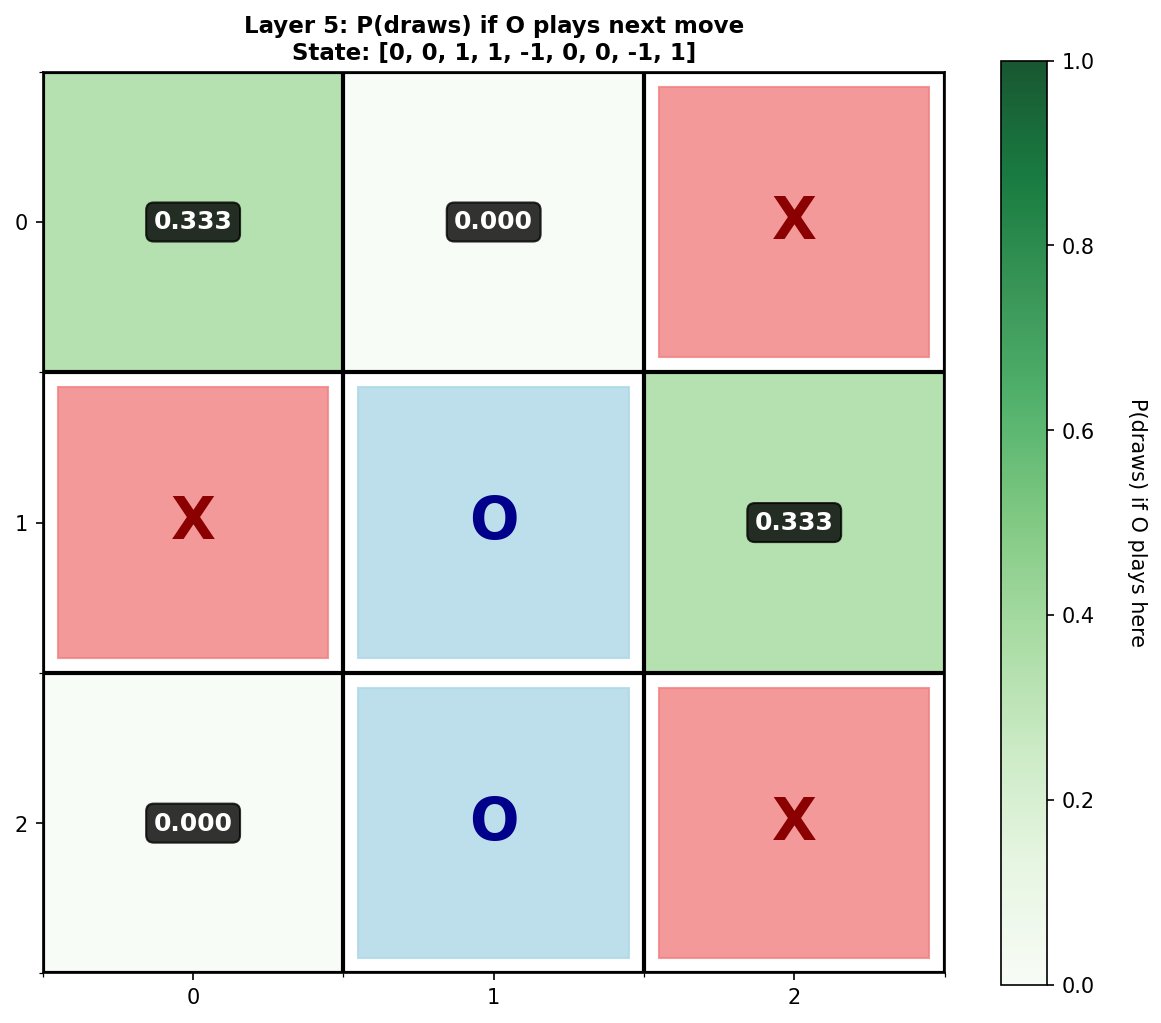 Layer 5: P(draws) if O plays next move
State: [0, 0, 1, 1, -1, 0, 0, -1, 1]
0
0.333
0.000
X
1
X
O
0.333
2
0.000
O
X
0
1
2
1.0
0.8
0.6
0.4
0.2
0.0
P(draws) if O plays here